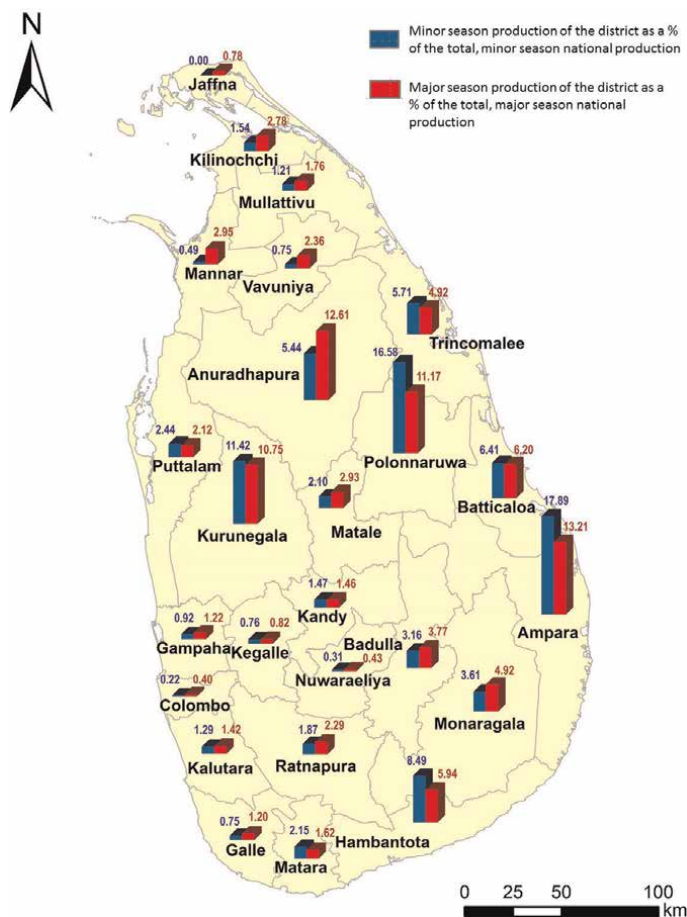 N
Minor season production of the district as a %
of the total, minor season national production
Major season production of the district as a
% of the total, major season national
production
0.00 0.78
Jaffna
1.54 2.78
Kilinochchi
1.21 1.76
Mullattivu
0.49 2.95
Mannar
0.75 2.36
Vavuniya
5.71 4.92
Trincomalee
5.44 12.61
Anuradhapura
16.58 11.17
Polonnaruwa
2.44 2.12
Puttalam
11.42 10.75
Kurunegala
2.10 2.93
Matale
6.41 6.20
Batticaloa
17.89 13.21
Ampara
1.47 1.46
Kandy
0.92 1.22
Gampaha
0.76 0.82
Kegalle
0.31 0.43
Nuwaraeliya
Badulla
3.16 3.77
0.22 0.40
Colombo
3.61 4.92
Monaragala
1.29 1.42
Kalutara
1.87 2.29
Ratnapura
8.49 5.94
Hambantota
0.75 1.20
Galle
2.15 1.62
Matara
0 25 50 100
km